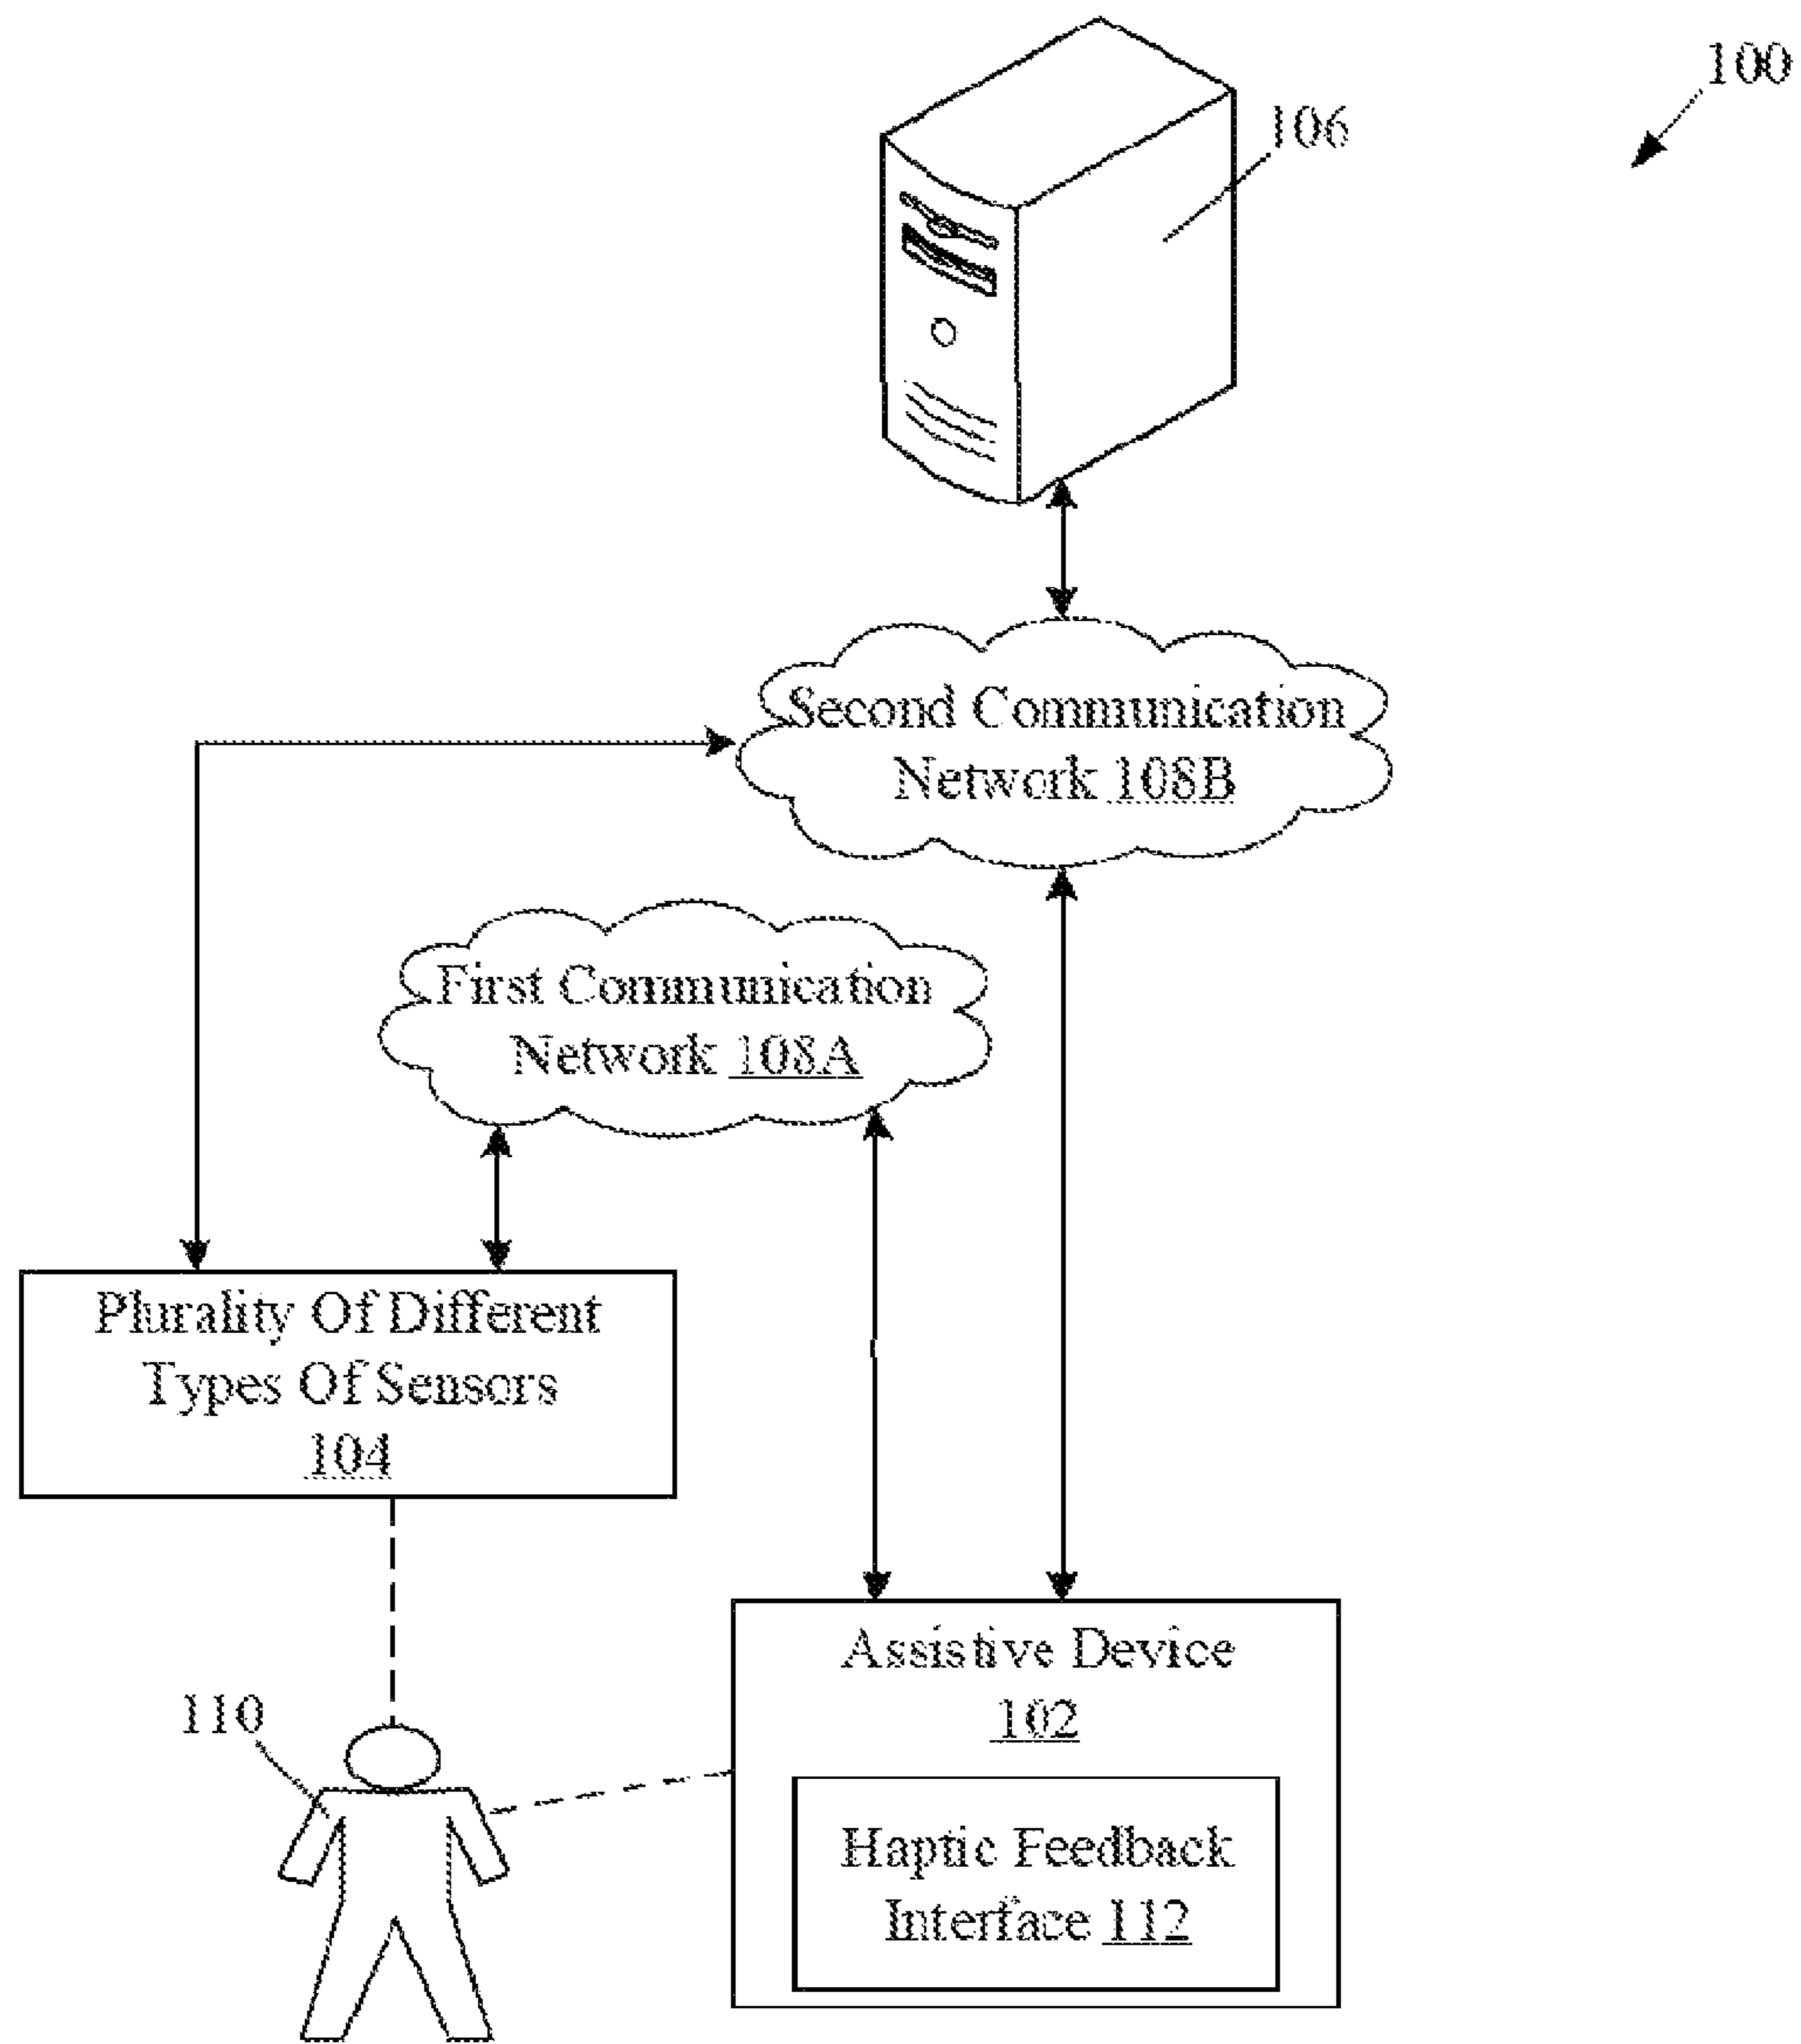 100
106
Second Communication
Network 108B
First Communication
Network 108A
Plurality Of Different
Types Of Sensors
104
Assistive Device
102
110
Haptic Feedback
Interface 112